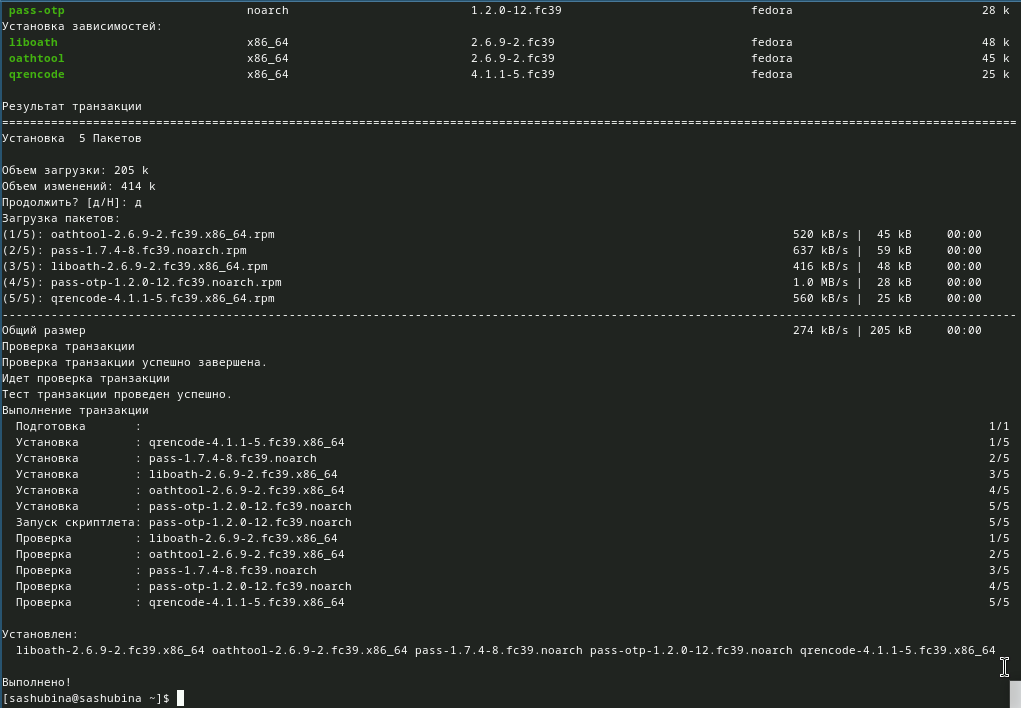 pass-otp noarch 1.2.0-12.fc39 fedora 28 k
Установка зависимостей:
liboath x86_64 2.6.9-2.fc39 fedora 48 k
oathtool x86_64 2.6.9-2.fc39 fedora 45 k
qrencode x86_64 4.1.1-5.fc39 fedora 25 k
Результат транзакции
================================================================================
Установка  5 Пакетов
Объем загрузки: 205 k
Объем изменений: 414 k
Продолжить? [д/Н]: д
Загрузка пакетов:
(1/5): oathtool-2.6.9-2.fc39.x86_64.rpm 520 kB/s |  45 kB 00:00
(2/5): pass-1.7.4-8.fc39.noarch.rpm 637 kB/s |  59 kB 00:00
(3/5): liboath-2.6.9-2.fc39.x86_64.rpm 416 kB/s |  48 kB 00:00
(4/5): pass-otp-1.2.0-12.fc39.noarch.rpm 1.0 MB/s |  28 kB 00:00
(5/5): qrencode-4.1.1-5.fc39.x86_64.rpm 560 kB/s |  25 kB 00:00
--------------------------------------------------------------------------------
Общий размер 274 kB/s | 205 kB 00:00
Проверка транзакции
Проверка транзакции успешно завершена.
Идет проверка транзакции
Тест транзакции проведен успешно.
Выполнение транзакции
Подготовка : 1/1
Установка : qrencode-4.1.1-5.fc39.x86_64 1/5
Установка : pass-1.7.4-8.fc39.noarch 2/5
Установка : liboath-2.6.9-2.fc39.x86_64 3/5
Установка : oathtool-2.6.9-2.fc39.x86_64 4/5
Установка : pass-otp-1.2.0-12.fc39.noarch 5/5
Запуск скриптлета: pass-otp-1.2.0-12.fc39.noarch 5/5
Проверка : liboath-2.6.9-2.fc39.x86_64 1/5
Проверка : oathtool-2.6.9-2.fc39.x86_64 2/5
Проверка : pass-1.7.4-8.fc39.noarch 3/5
Проверка : pass-otp-1.2.0-12.fc39.noarch 4/5
Проверка : qrencode-4.1.1-5.fc39.x86_64 5/5
Установлен:
liboath-2.6.9-2.fc39.x86_64 oathtool-2.6.9-2.fc39.x86_64 pass-1.7.4-8.fc39.noarch pass-otp-1.2.0-12.fc39.noarch qrencode-4.1.1-5.fc39.x86_64
Выполнено!
[sashubina@sashubina ~]$